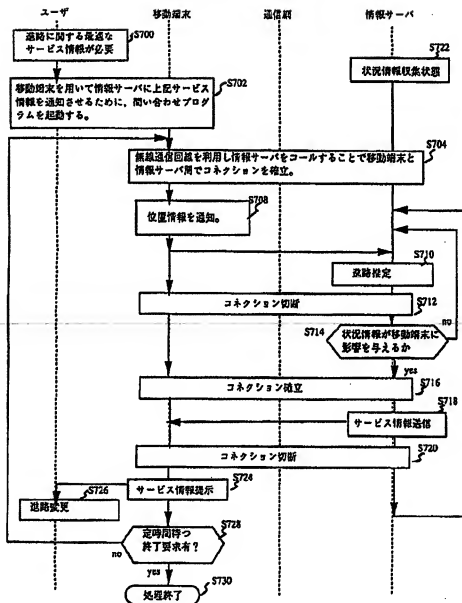 ユーザ
移動端末
通信網
情報サーバ
進路に関する最適な
サービス情報が必要
S700
S722
状況情報収集状態
S702
移動端末を用いて情報サーバに上記サービス
情報を通知させるために，問い合わせプログ
ラムを起動する。
S704
無線通信回線を利用し情報サーバをコールすることで移動端末と
情報サーバ間でコネクションを確立。
S708
位置情報を通知。
S710
進路推定
コネクション切断
S712
S714
状況情報が移動端末に
影響を与えるか
no
yes
コネクション確立
S716
S718
サービス情報送信
コネクション切断
S720
サービス情報提示
S724
S726
進路変更
定時間待つ
終了要求有？
S728
no
yes
S730
処理終了